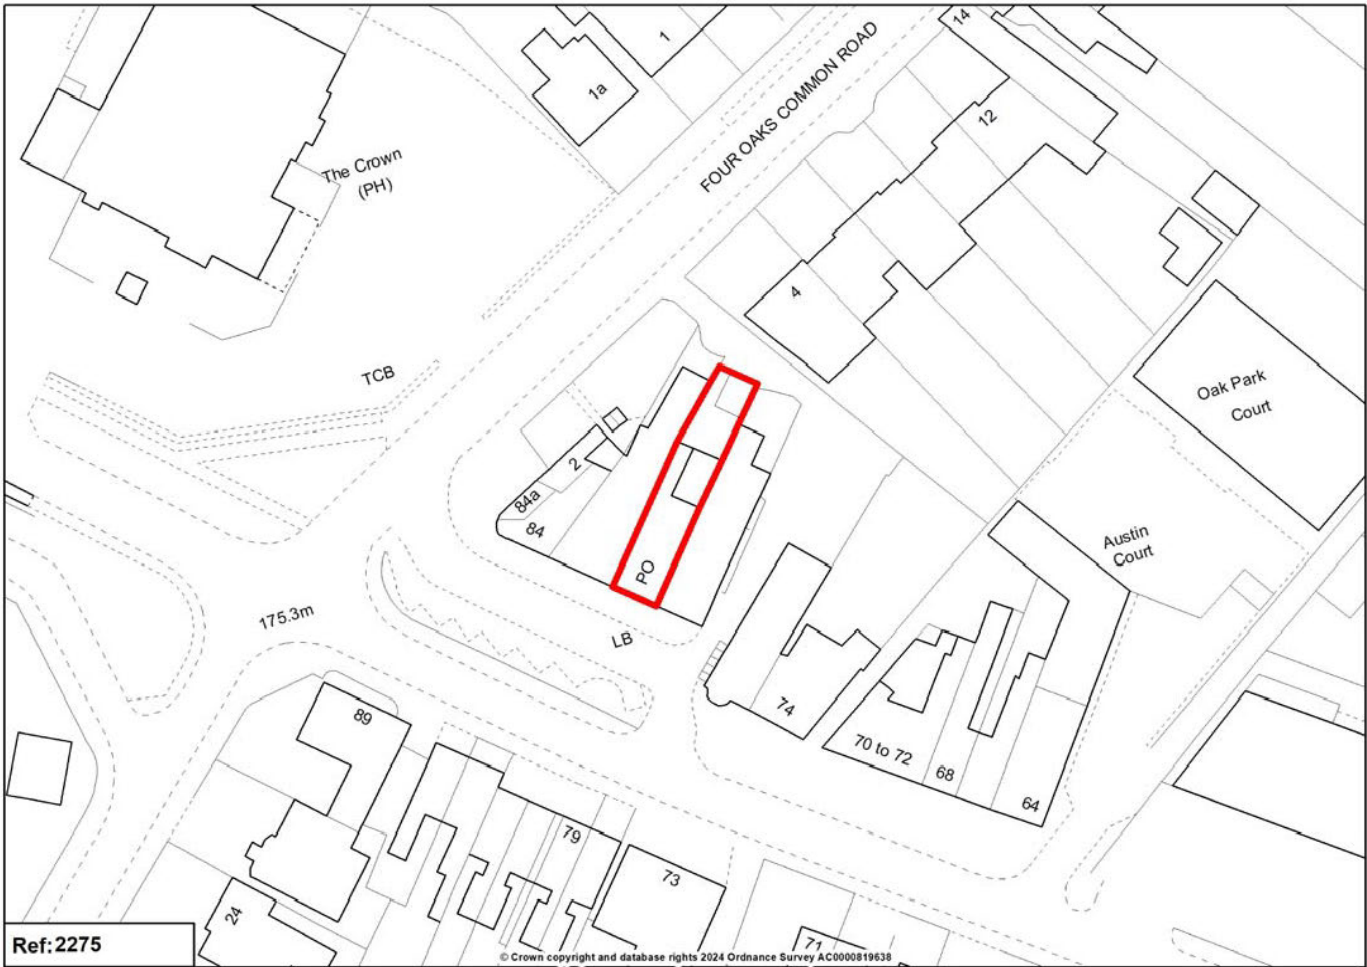 14
1
1a
FOUR OAKS COMMON ROAD
12
The Crown
(PH)
4
TCB
Oak Park
Court
2
84a
84
PO
Austin
Court
175.3m
LB
89
74
70 to 72
68
64
79
73
24
71
Ref:2275
© Crown copyright and database rights 2024 Ordnance Survey AC0000819638